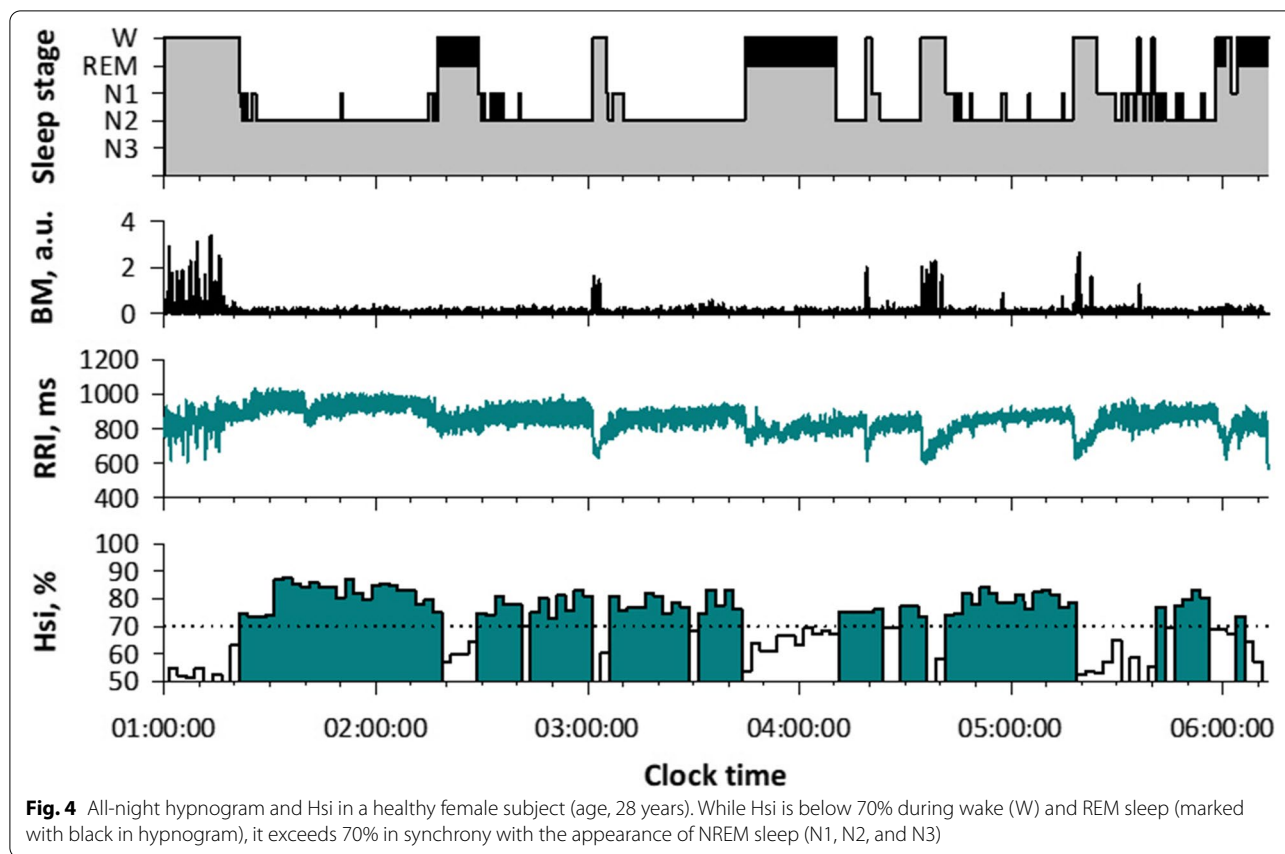 Sleep stage
W
REM
N1
N2
N3
BM, a.u.
4
2
0
RRI, ms
1200
1000
800
600
400
Hsi, %
100
90
80
70
60
50
01:00:00 02:00:00 03:00:00 04:00:00 05:00:00 06:00:00
Clock time
Fig. 4 All-night hypnogram and Hsi in a healthy female subject (age, 28 years). While Hsi is below 70% during wake (W) and REM sleep (marked
with black in hypnogram), it exceeds 70% in synchrony with the appearance of NREM sleep (N1, N2, and N3)